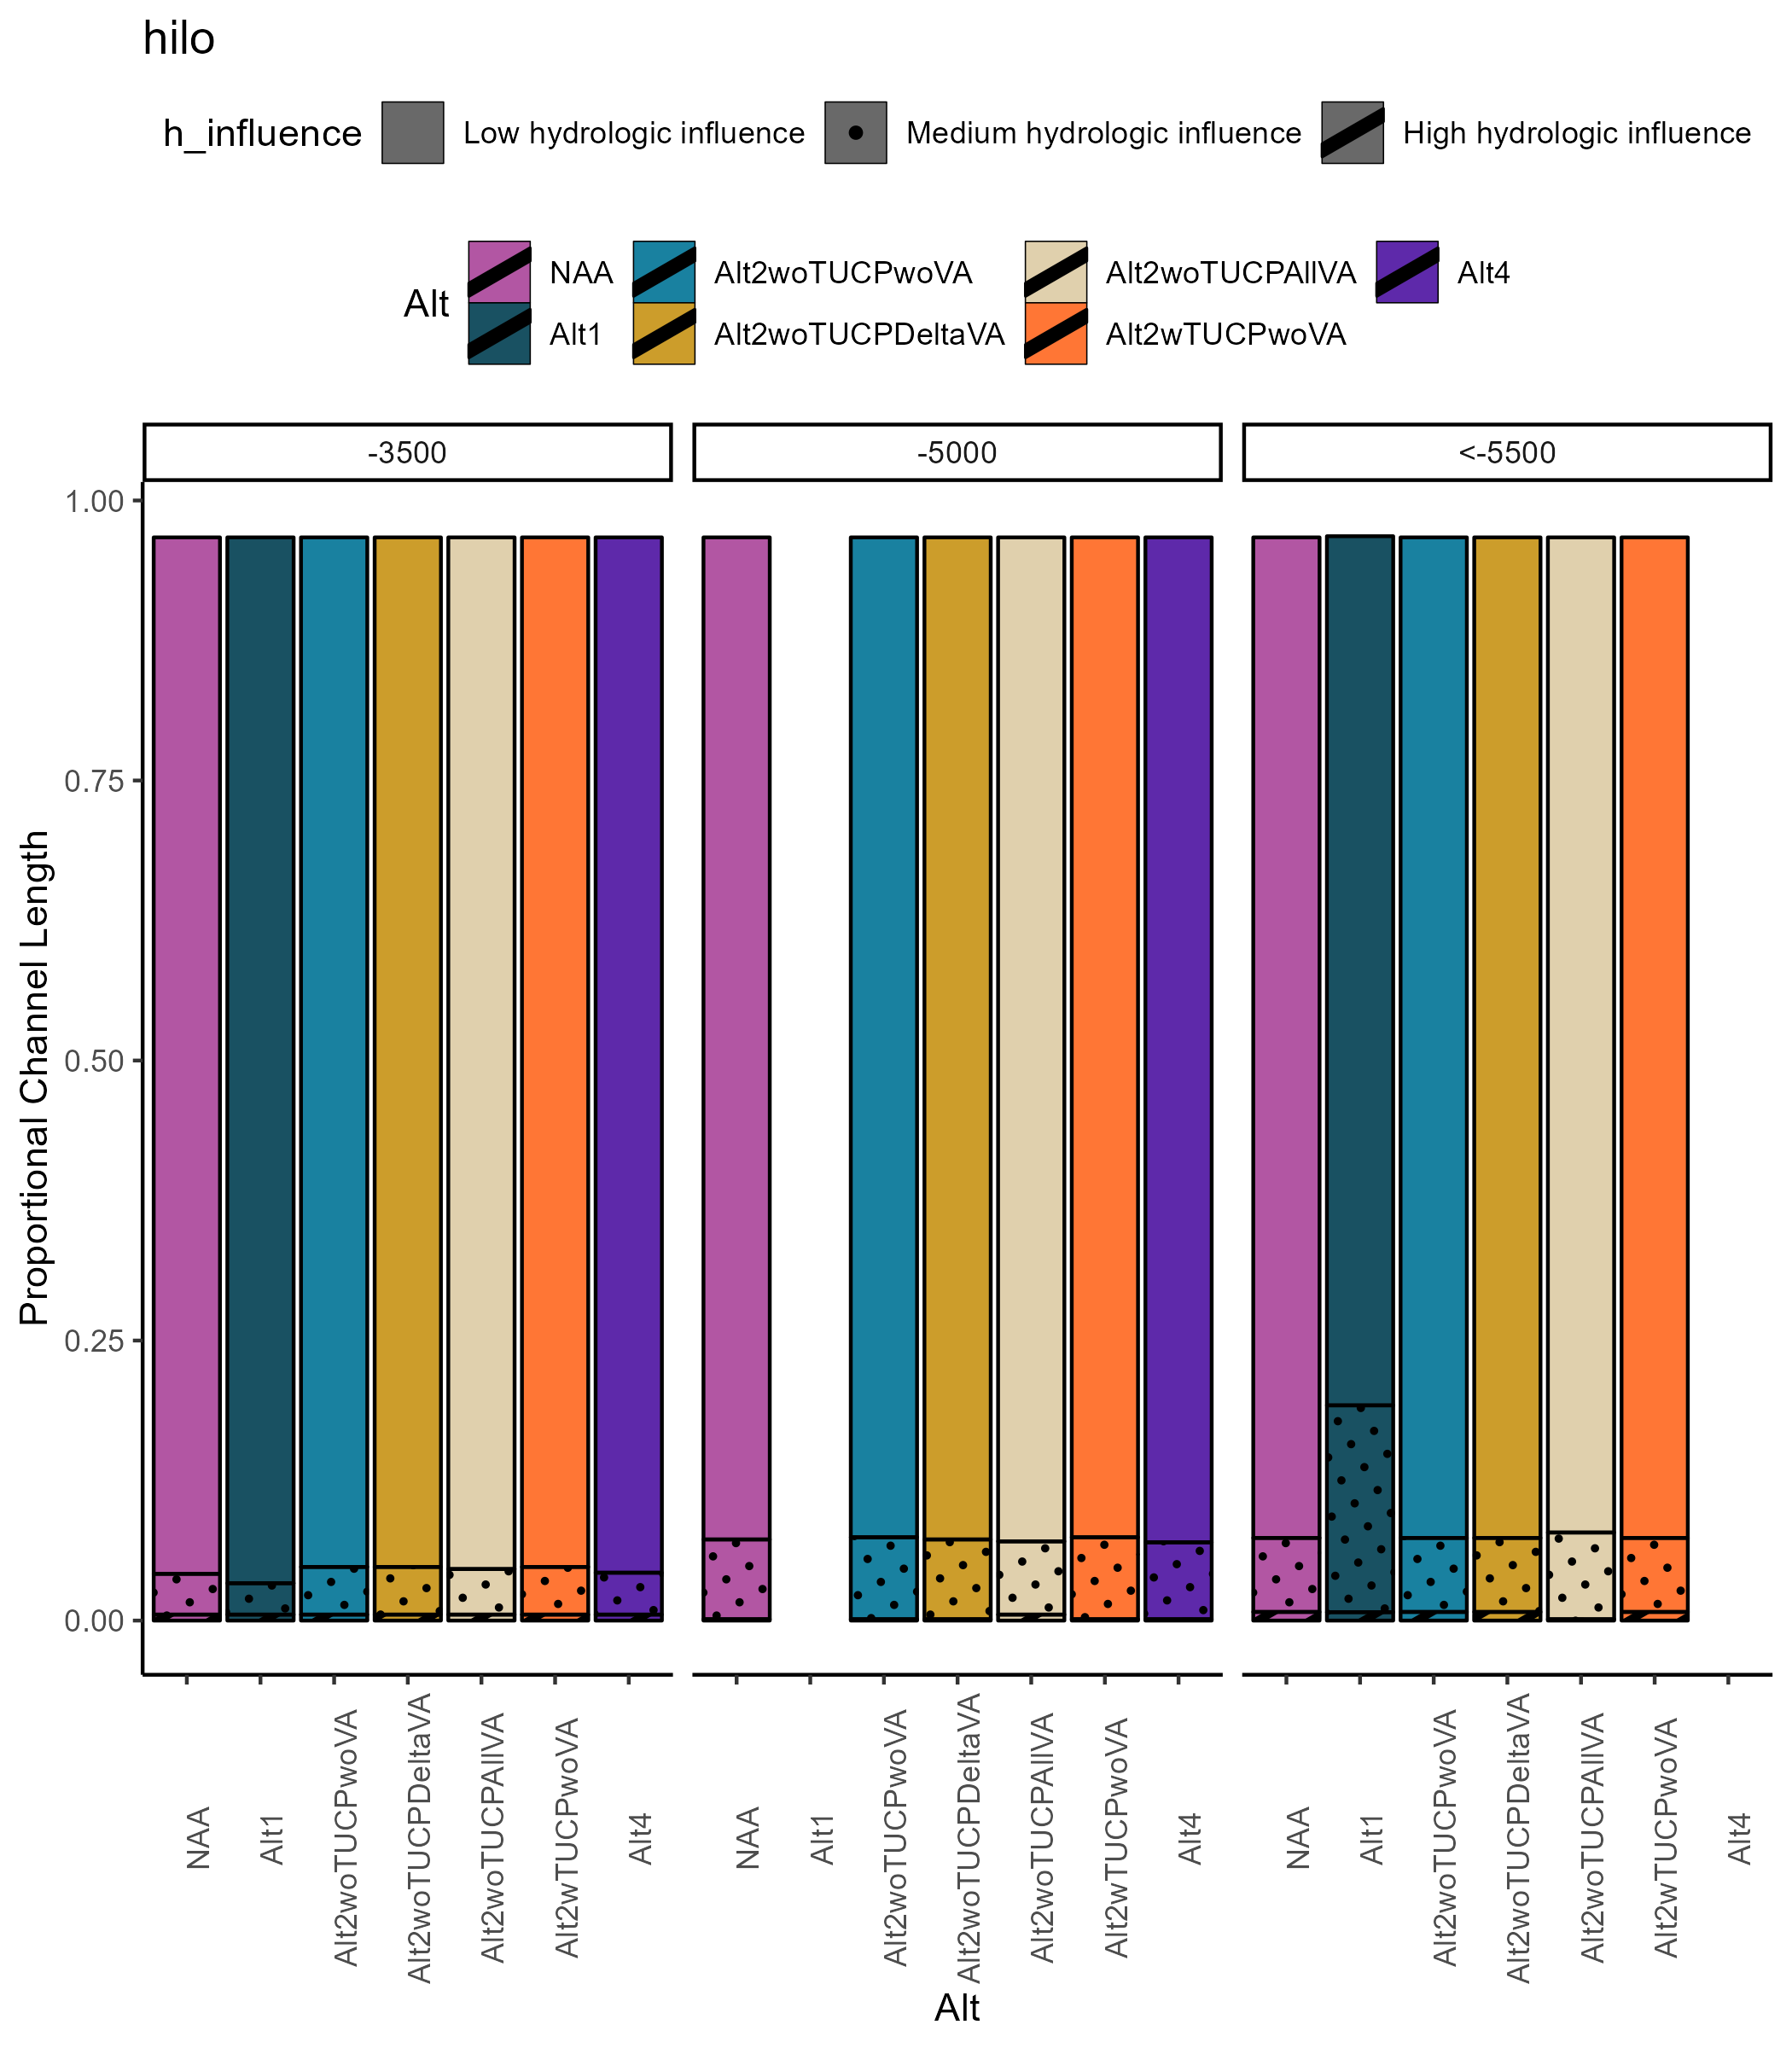 hilo
h_influence Low hydrologic influence Medium hydrologic influence High hydrologic influence
Alt NAA Alt2woTUCPwoVA Alt2woTUCPAllVA Alt4
Alt1 Alt2woTUCPDeltaVA Alt2wTUCPwoVA
-3500 -5000 <-5500
Proportional Channel Length
1.00
0.75
0.50
0.25
0.00
NAA Alt1 Alt2woTUCPwoVA Alt2woTUCPDeltaVA Alt2woTUCPAllVA Alt2wTUCPwoVA Alt4 NAA Alt1 Alt2woTUCPwoVA Alt2woTUCPDeltaVA Alt2woTUCPAllVA Alt2wTUCPwoVA Alt4 NAA Alt1 Alt2woTUCPwoVA Alt2woTUCPDeltaVA Alt2woTUCPAllVA Alt2wTUCPwoVA Alt4
Alt